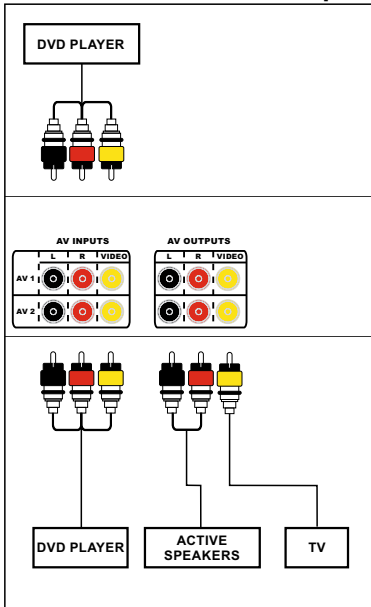 DVD PLAYER
AV INPUTS
L R VIDEO
AV 1
AV 2
AV OUTPUTS
L R VIDEO
DVD PLAYER
ACTIVE
SPEAKERS
TV